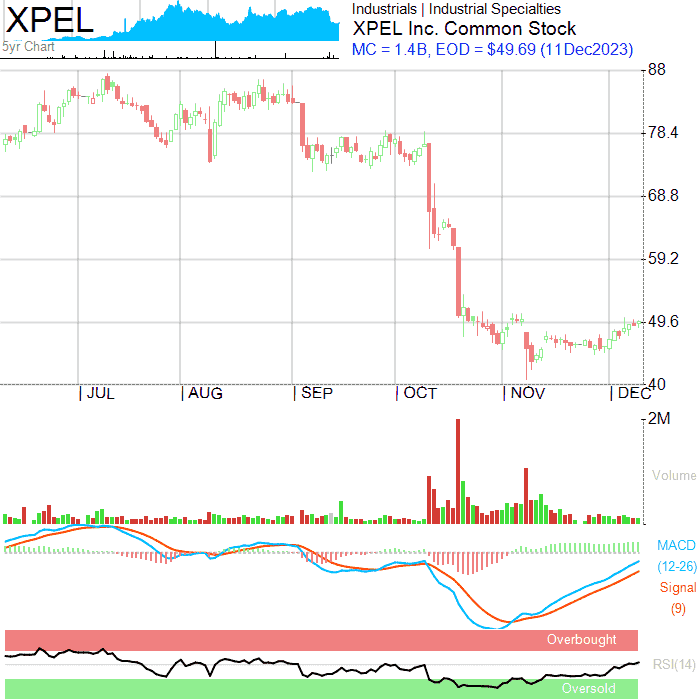 XPEL
5yr Chart
Industrials | Industrial Specialties
XPEL Inc. Common Stock
MC = 1.4B, EOD = $49.69 (11Dec2023)
88
78.4
68.8
59.2
49.6
40
JUL
AUG
SEP
OCT
NOV
DEC
2M
Volume
MACD
(12-26)
Signal
(9)
Overbought
RSI(14)
Oversold